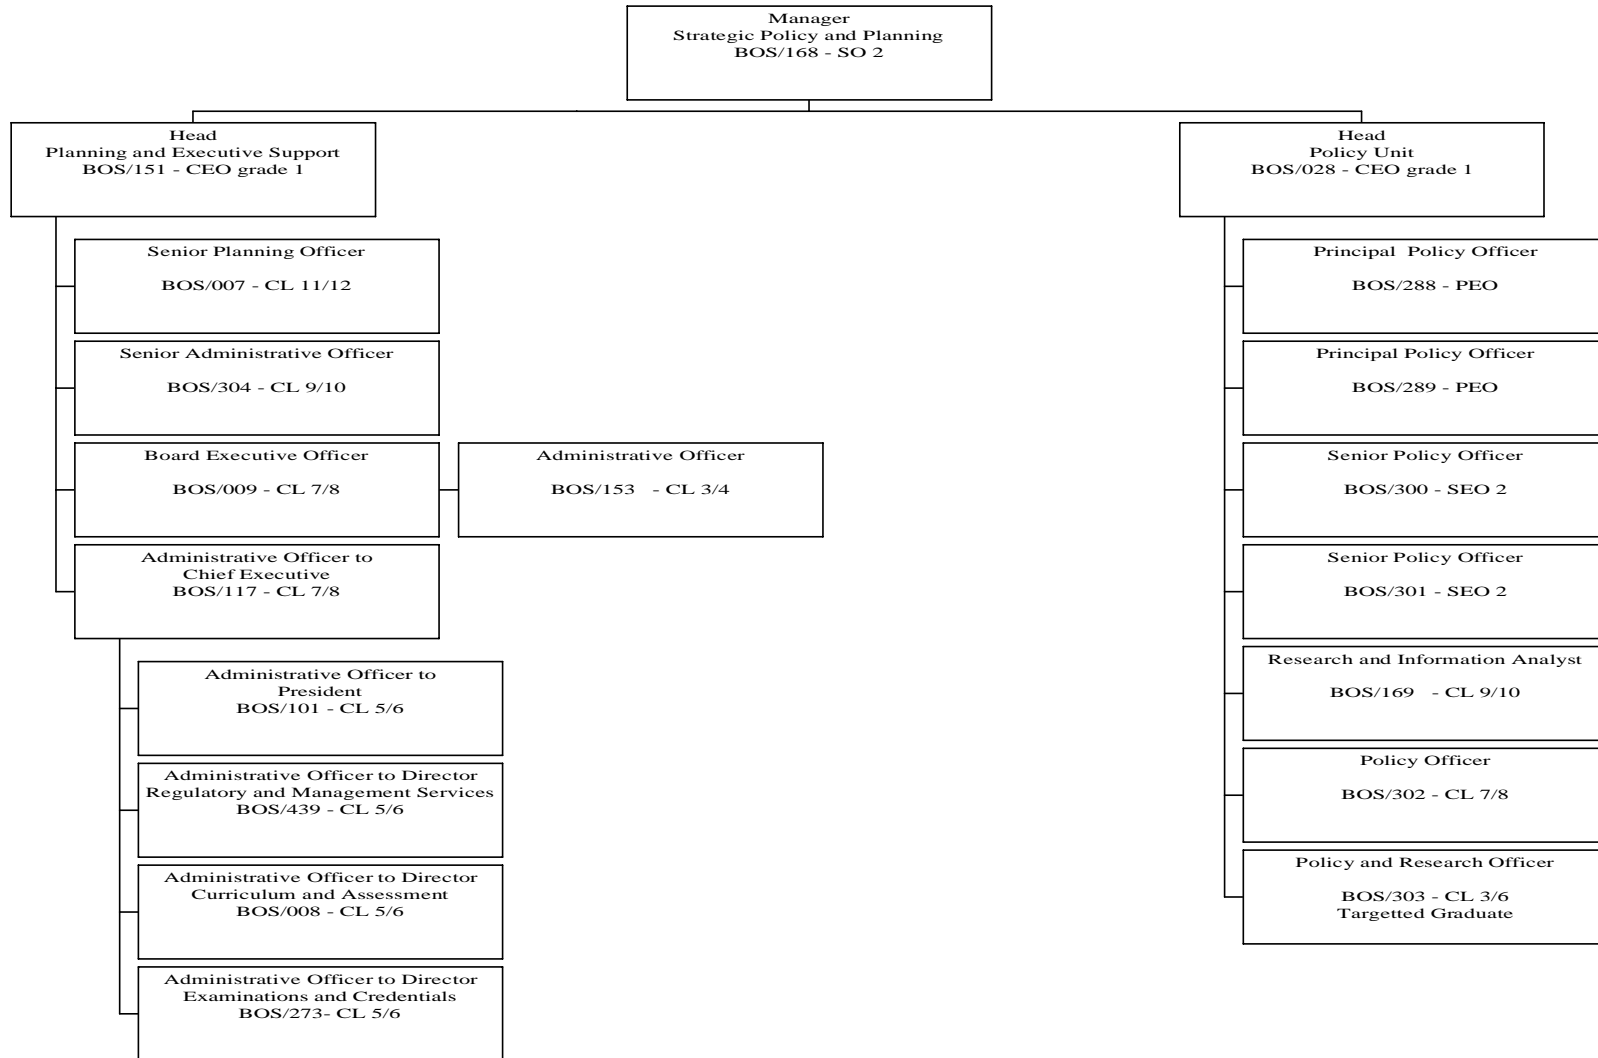 Manager
Strategic Policy and Planning
BOS/168 - SO 2
Head
Planning and Executive Support
BOS/151 - CEO grade 1
Head
Policy Unit
BOS/028 - CEO grade 1
Senior Planning Officer
BOS/007 - CL 11/12
Senior Administrative Officer
BOS/304 - CL 9/10
Board Executive Officer
BOS/009 - CL 7/8
Administrative Officer
BOS/153 - CL 3/4
Administrative Officer to
Chief Executive
BOS/117 - CL 7/8
Administrative Officer to
President
BOS/101 - CL 5/6
Administrative Officer to Director
Regulatory and Management Services
BOS/439 - CL 5/6
Administrative Officer to Director
Curriculum and Assessment
BOS/008 - CL 5/6
Administrative Officer to Director
Examinations and Credentials
BOS/273- CL 5/6
Principal Policy Officer
BOS/288 - PEO
Principal Policy Officer
BOS/289 - PEO
Senior Policy Officer
BOS/300 - SEO 2
Senior Policy Officer
BOS/301 - SEO 2
Research and Information Analyst
BOS/169 - CL 9/10
Policy Officer
BOS/302 - CL 7/8
Policy and Research Officer
BOS/303 - CL 3/6
Targetted Graduate